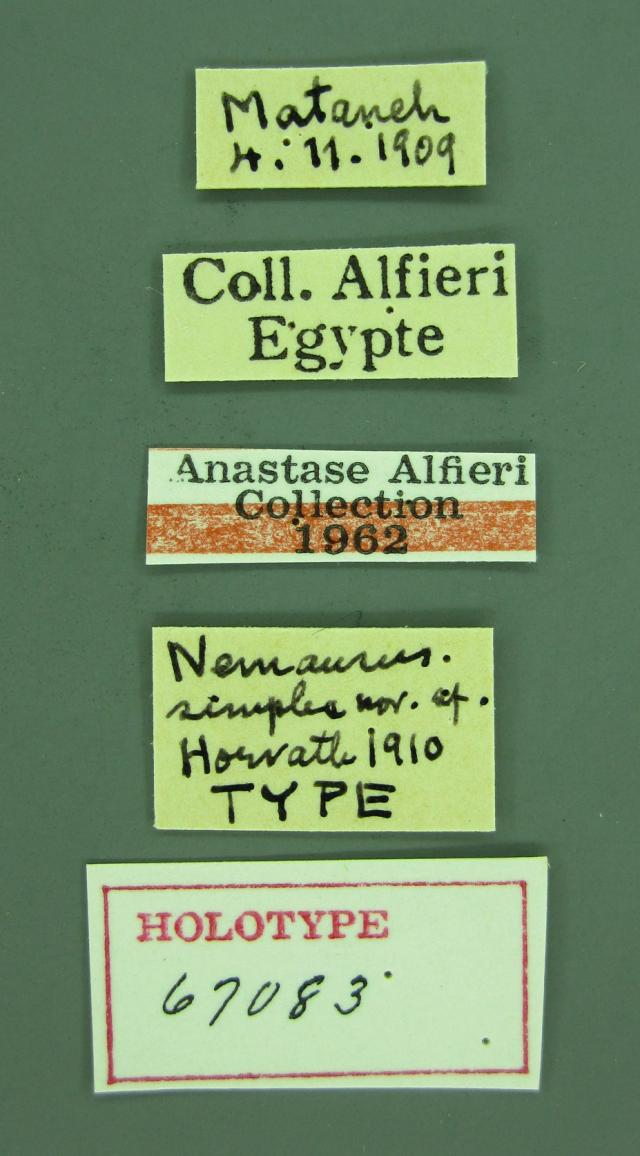 Mataneh
4. 11. 1909
Coll. Alfieri
Egypte
Anastase Alfieri
Collection
1962
Nemausus.
simplex nov. sp.
Horvath 1910
TYPE
HOLOTYPE
67083